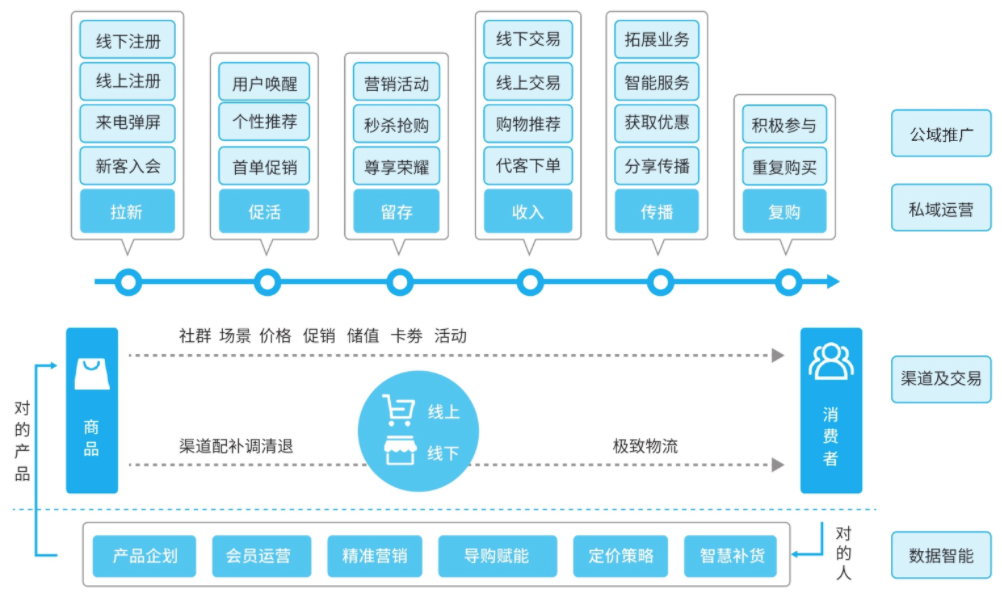 线下注册
线上注册
来电弹屏
新客入会
拉新
用户唤醒
个性推荐
首单促销
促活
营销活动
秒杀抢购
尊享荣耀
留存
线下交易
线上交易
购物推荐
代客下单
收入
拓展业务
智能服务
获取优惠
分享传播
传播
积极参与
重复购买
复购
公域推广
私域运营
社群 场景 价格 促销 储值 卡券 活动
商品
线上
线下
渠道配补调清退
极致物流
消费者
渠道及交易
对的产品
产品企划
会员运营
精准营销
导购赋能
定价策略
智慧补货
对的人
数据智能